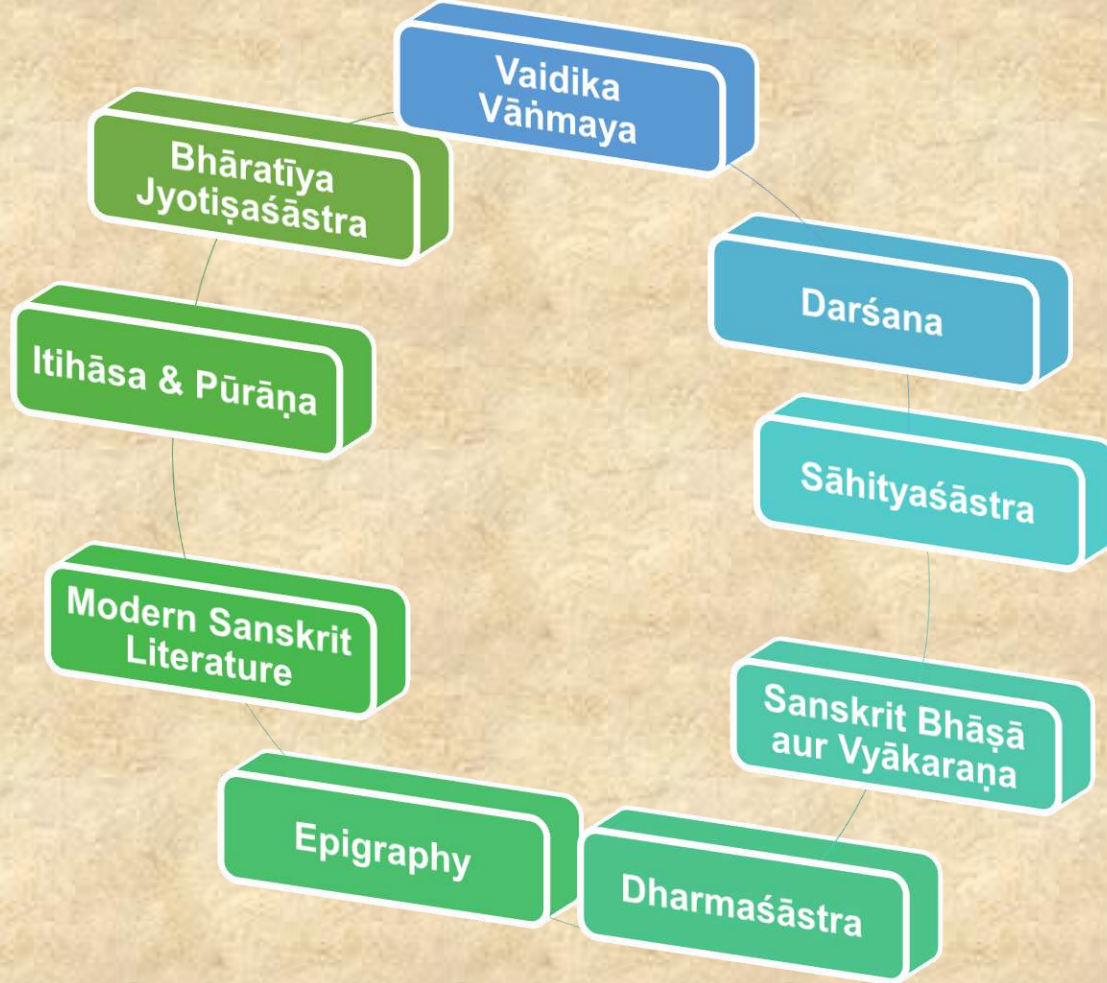 Vaidika
Vāṅmaya
Darśana
Sāhityaśāstra
Sanskrit Bhāṣā
aur Vyākaraṇa
Dharmaśāstra
Epigraphy
Modern Sanskrit
Literature
Itihāsa & Pūrāṇa
Bhāratīya
Jyotiṣaśāstra